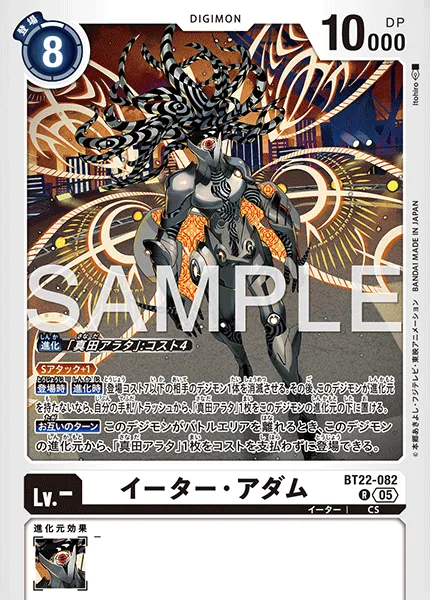 登場
8
DIGIMON
10000
DP
Itohiro
©本郷あきよし・フジテレビ・東映アニメーション BANDAI MADE IN JAPAN
SAMPLE
進化 「真田アラタ」:コスト4
Sアタック+1
登場時 進化時 登場コスト7以下の相手のデジモン1体を消滅させる。その後、このデジモンが進化元
を持たないなら、自分の手札/トラッシュから、「真田アラタ」1枚をこのデジモンの進化元の下に置ける。
お互いのターン このデジモンがバトルエリアを離れるとき、このデジモン
の進化元から、「真田アラタ」1枚をコストを支払わずに登場できる。
Lv.-
イーター・アダム
BT22-082
R 05
イーター | CS
進化元効果
-